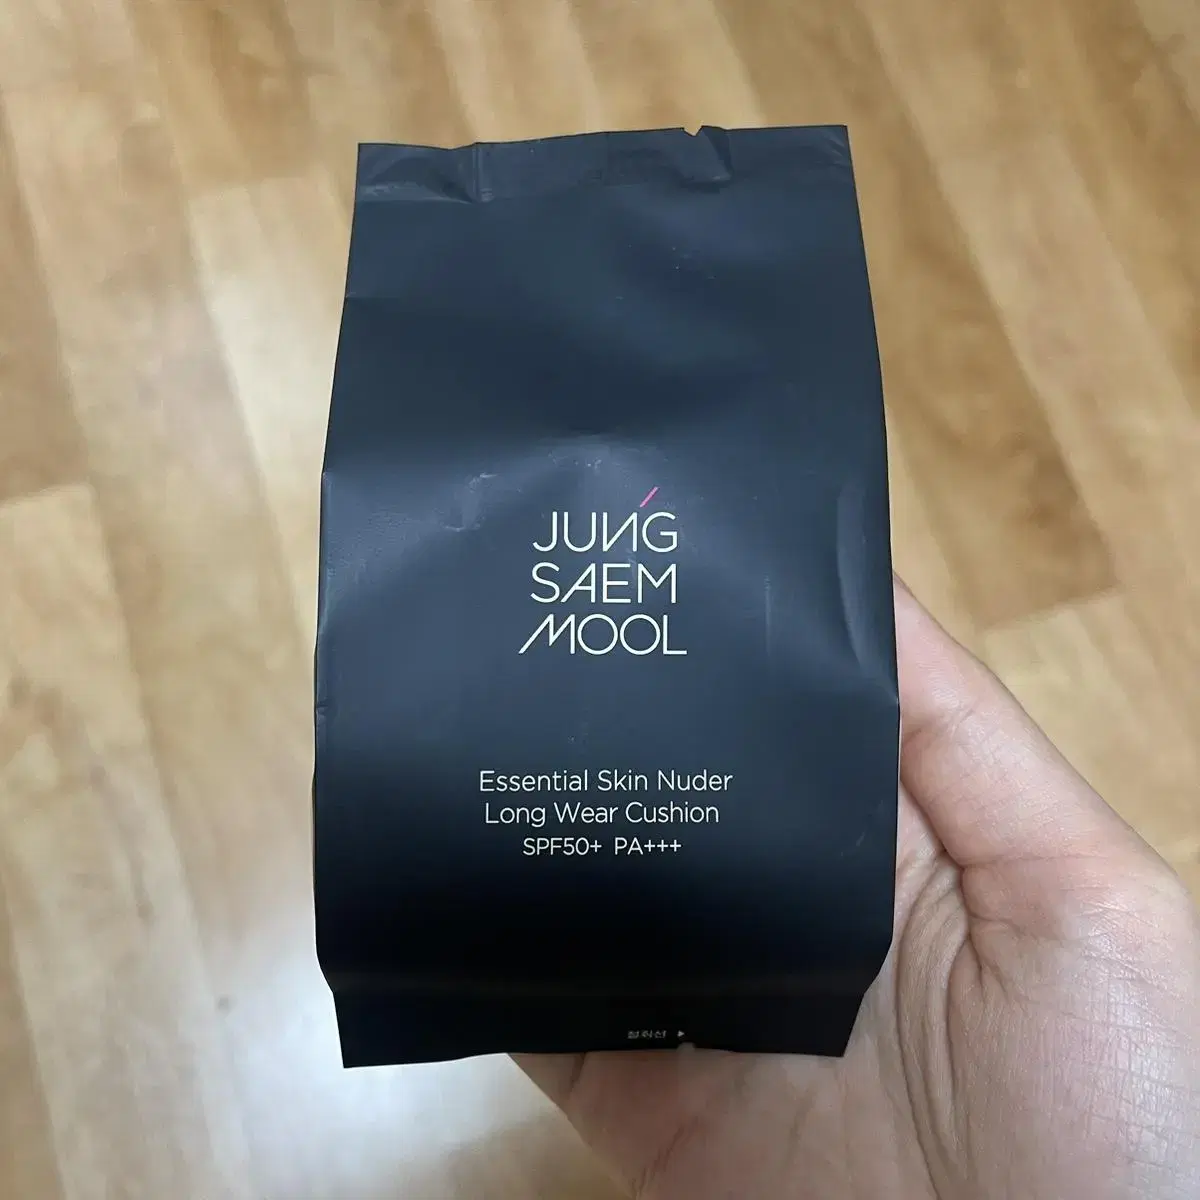 JUNG
SAEM
MOOL
Essential Skin Nuder
Long Wear Cushion
SPF50+ PA+++
절취선